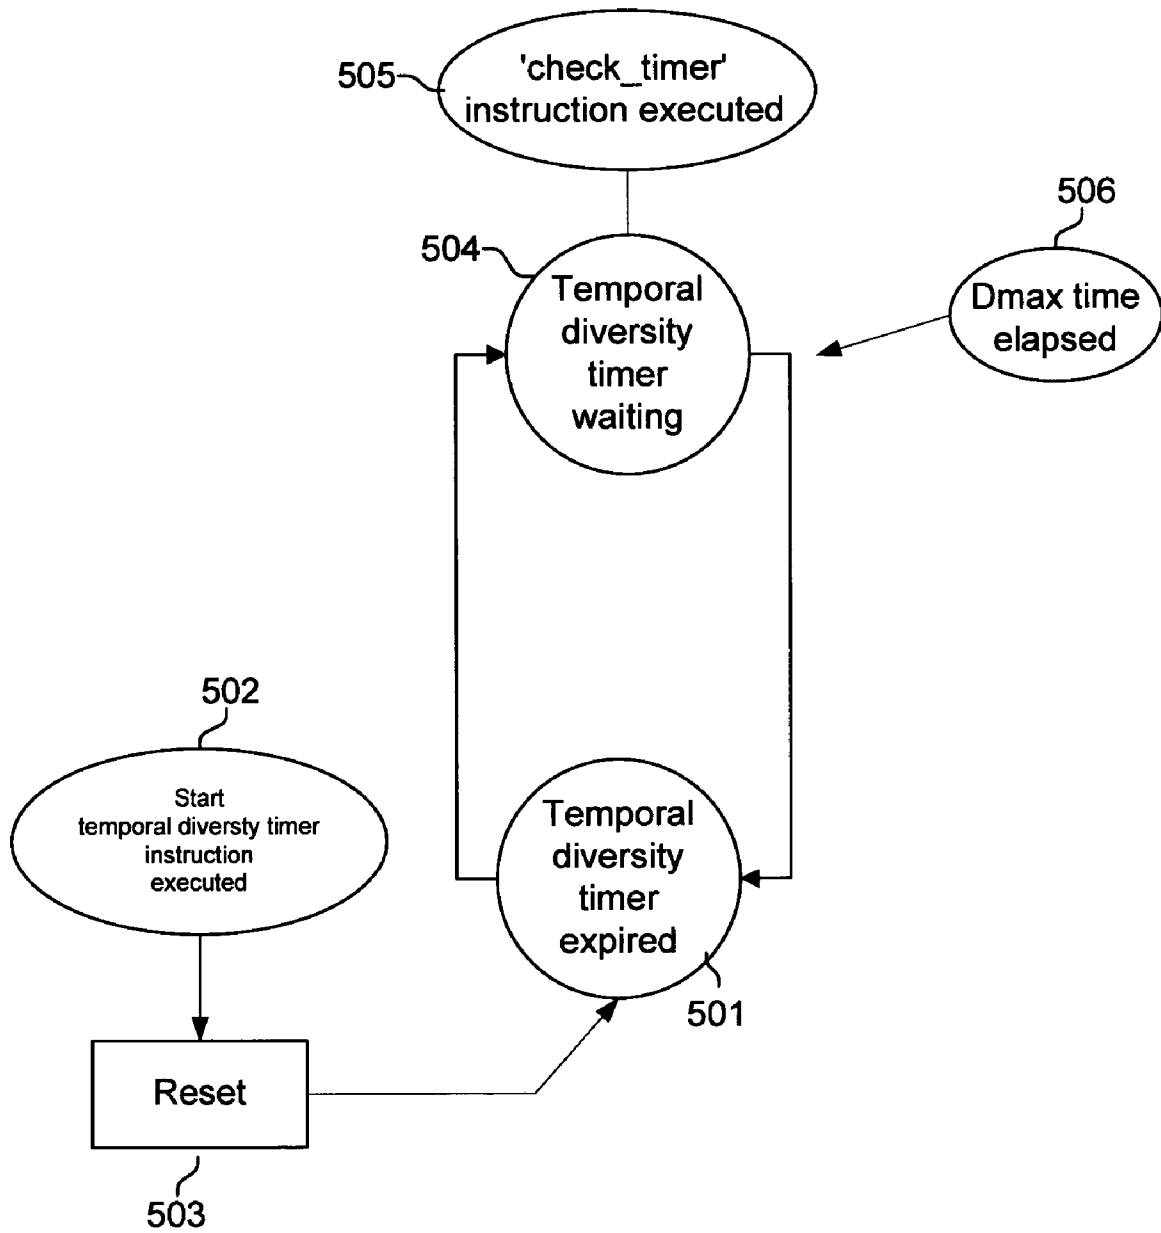 505
'check_timer'
instruction executed
506
504
Temporal
diversity
timer
waiting
Dmax time
elapsed
502
Start
temporal diversty timer
instruction
executed
Temporal
diversity
timer
expired
501
Reset
503